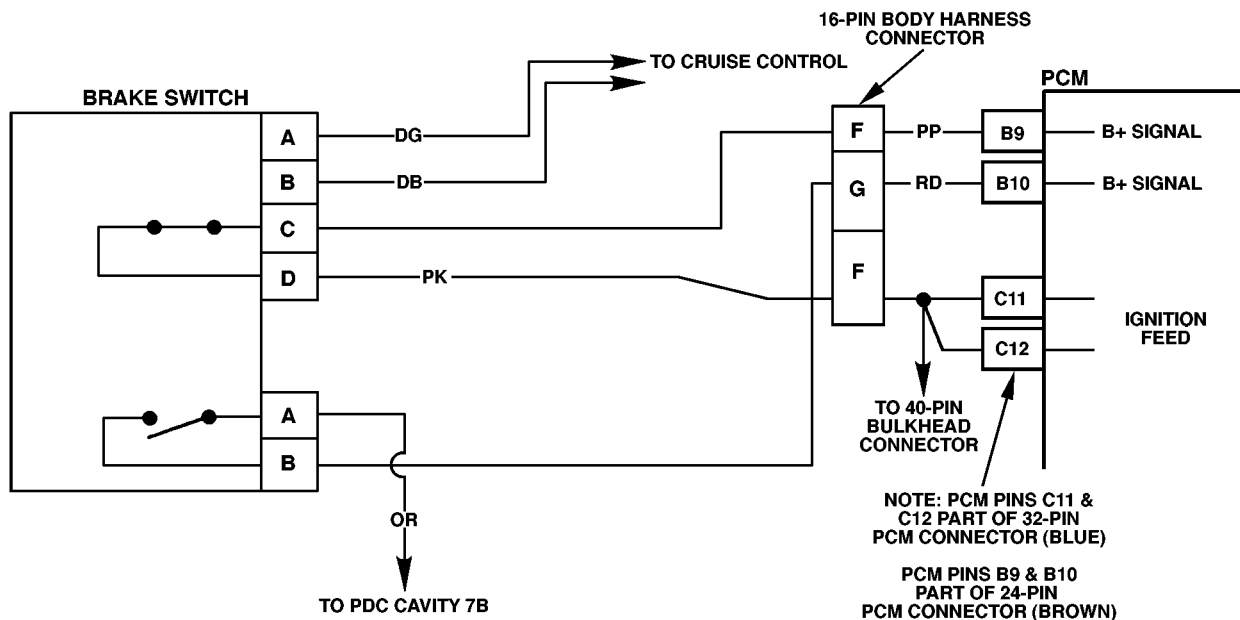 16-PIN BODY HARNESS
CONNECTOR
TO CRUISE CONTROL
PCM
BRAKE SWITCH
A
DG
F
PP
B9
B+ SIGNAL
B
DB
G
RD
B10
B+ SIGNAL
C
D
PK
F
C11
IGNITION
FEED
C12
A
TO 40-PIN
BULKHEAD
CONNECTOR
B
NOTE: PCM PINS C11 &
C12 PART OF 32-PIN
PCM CONNECTOR (BLUE)
OR
PCM PINS B9 & B10
PART OF 24-PIN
PCM CONNECTOR (BROWN)
TO PDC CAVITY 7B